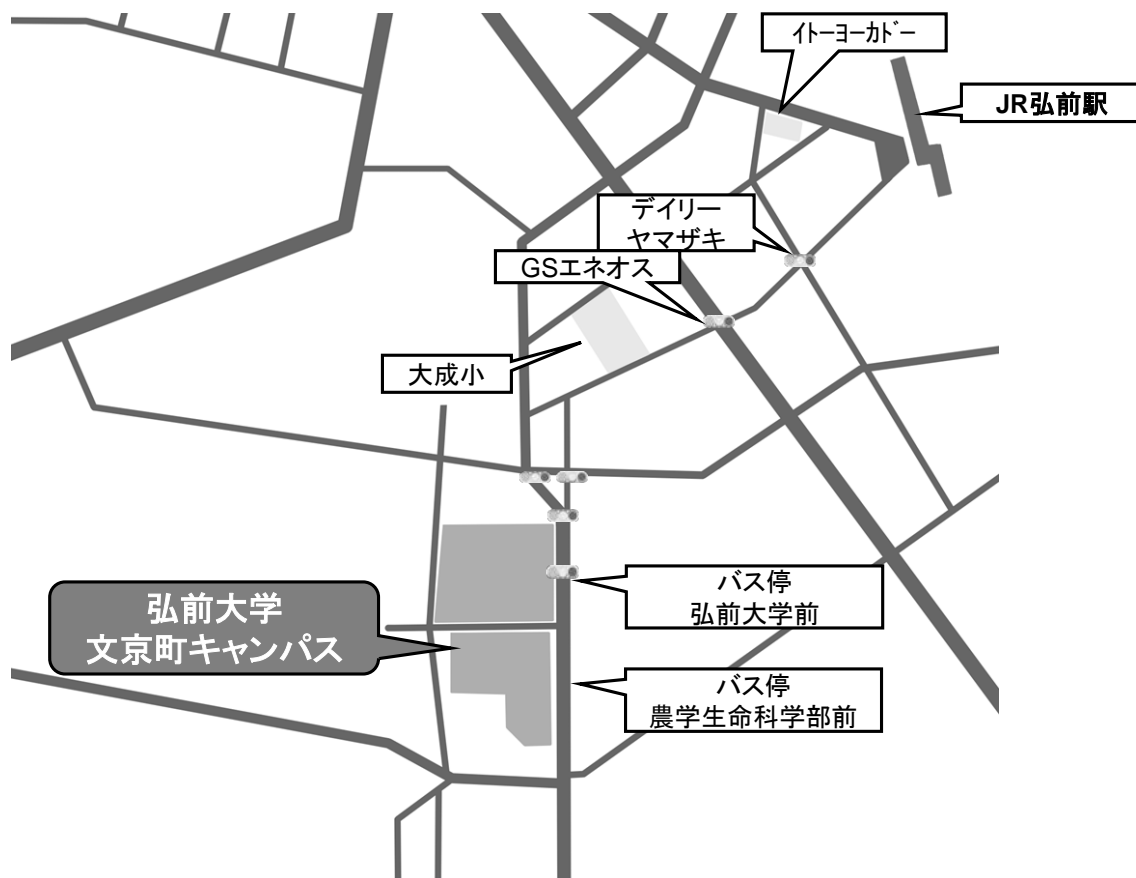 イトーヨーカドー
JR弘前駅
デイリー
ヤマザキ
GSエネオス
大成小
バス停
弘前大学前
弘前大学
文京町キャンパス
バス停
農学生命科学部前